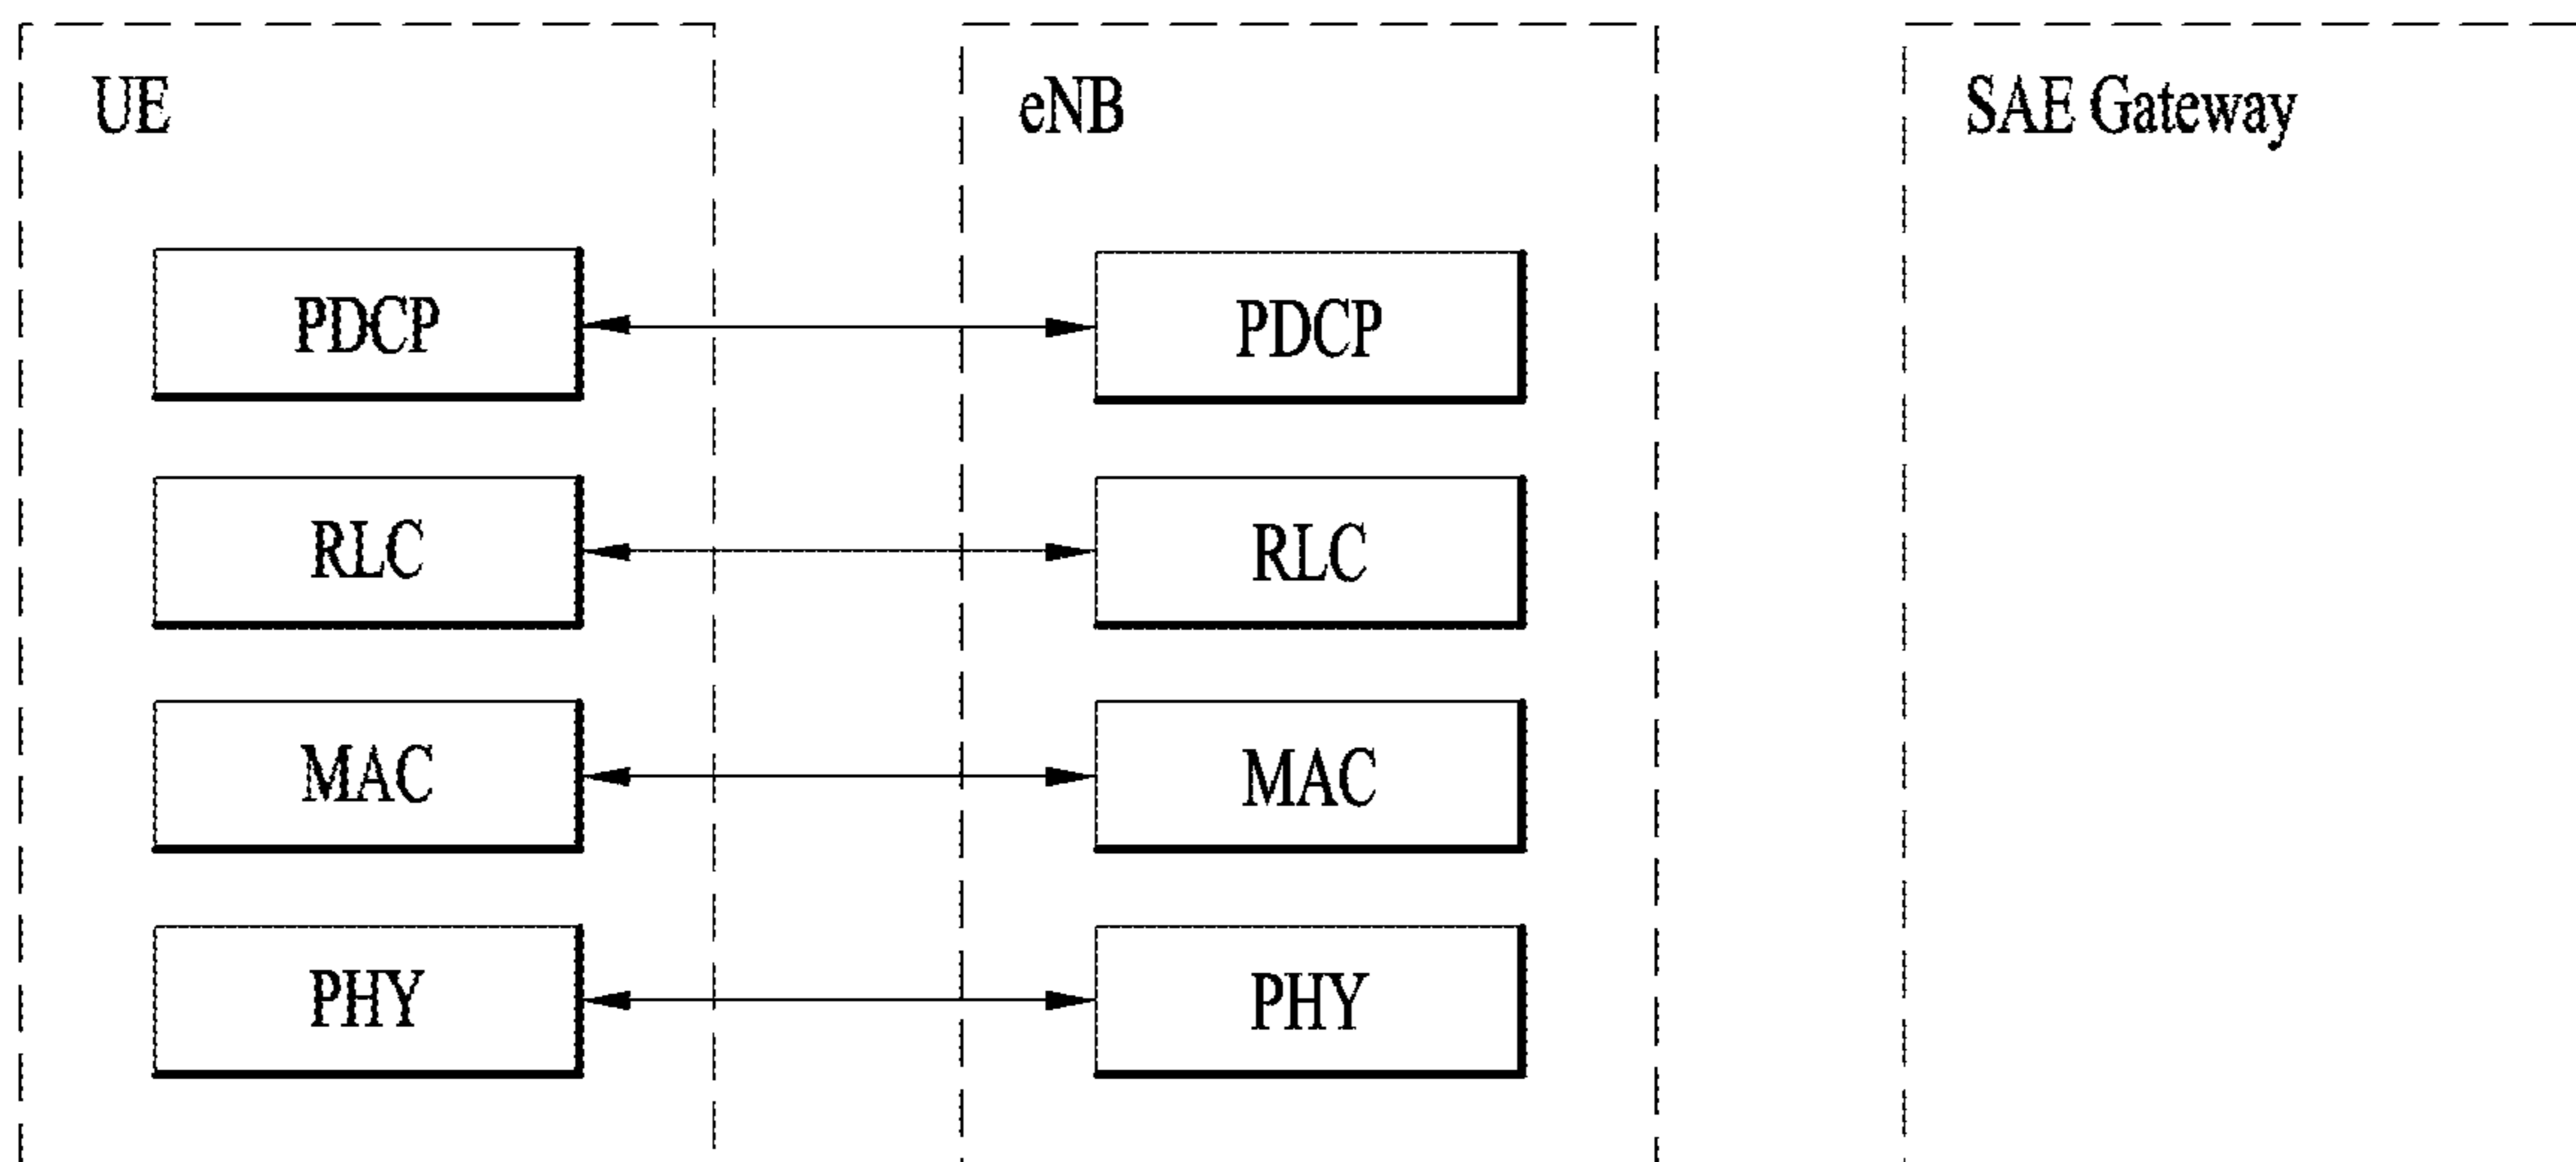 UE
eNB
SAE Gateway
PDCP
PDCP
RLC
RLC
MAC
MAC
PHY
PHY